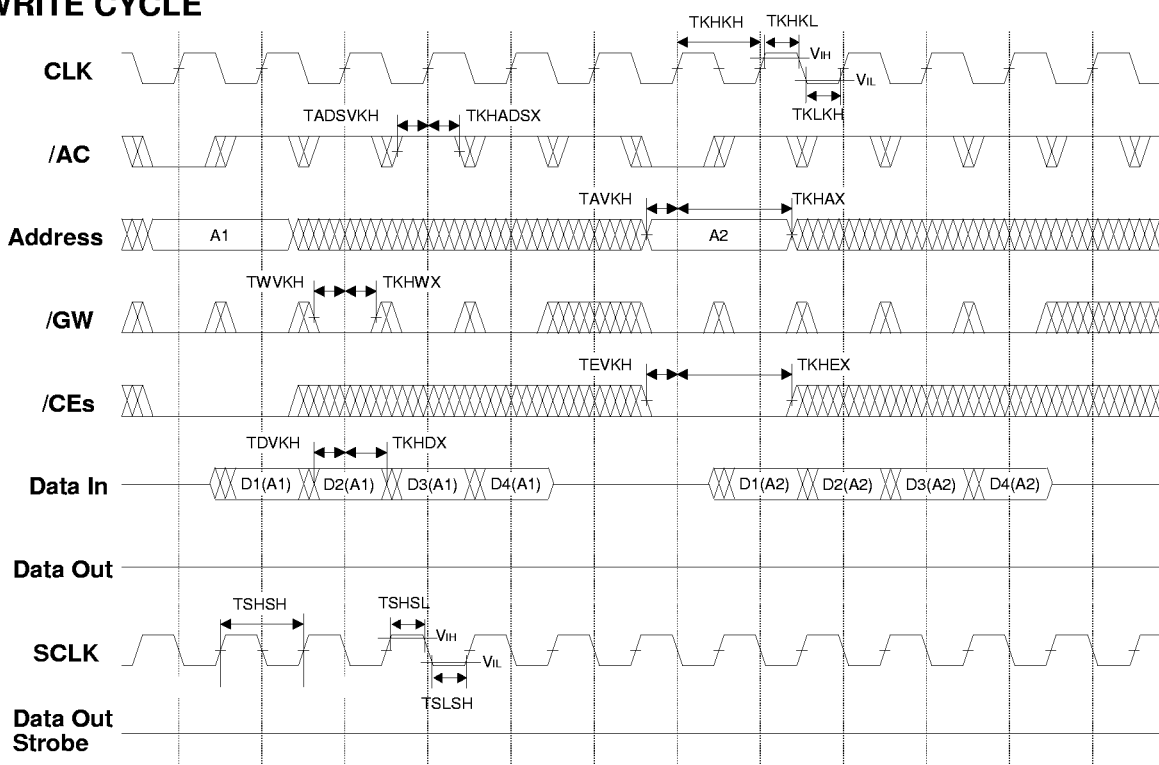 WRITE CYCLE
TKHKH TKHKL
CLK
VIH
VIL
TKLKH
TADSVKH TKHADSX
/AC
TAVKH TKHAX
Address A1 A2
TWVKH TKHWX
/GW
TEVKH TKHEX
/CEs
TDVKH TKHDX
Data In D1(A1) D2(A1) D3(A1) D4(A1) D1(A2) D2(A2) D3(A2) D4(A2)
Data Out
TSHSH TSHSL
VIH
SCLK
VIL
TSLSH
Data Out
Strobe